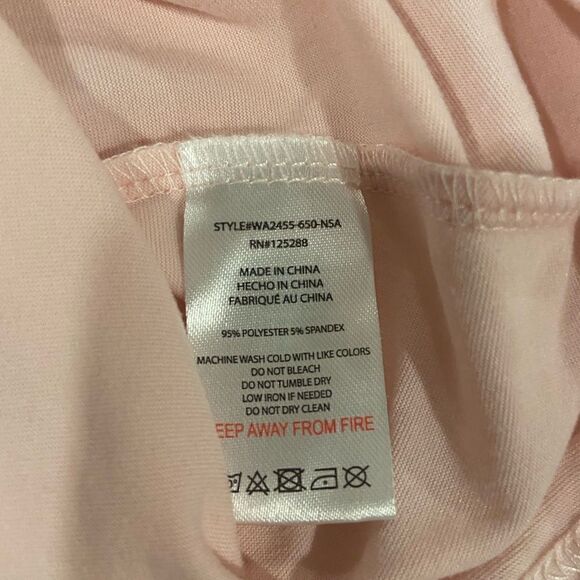 STYLE#WA2455-650-NSA
RN#125288
MADE IN CHINA
HECHO IN CHINA
FABRIQUÉ AU CHINA
95% POLYESTER 5% SPANDEX
MACHINE WASH COLD WITH LIKE COLORS
DO NOT BLEACH
DO NOT TUMBLE DRY
LOW IRON IF NEEDED
DO NOT DRY CLEAN
EEP AWAY FROM FIRE